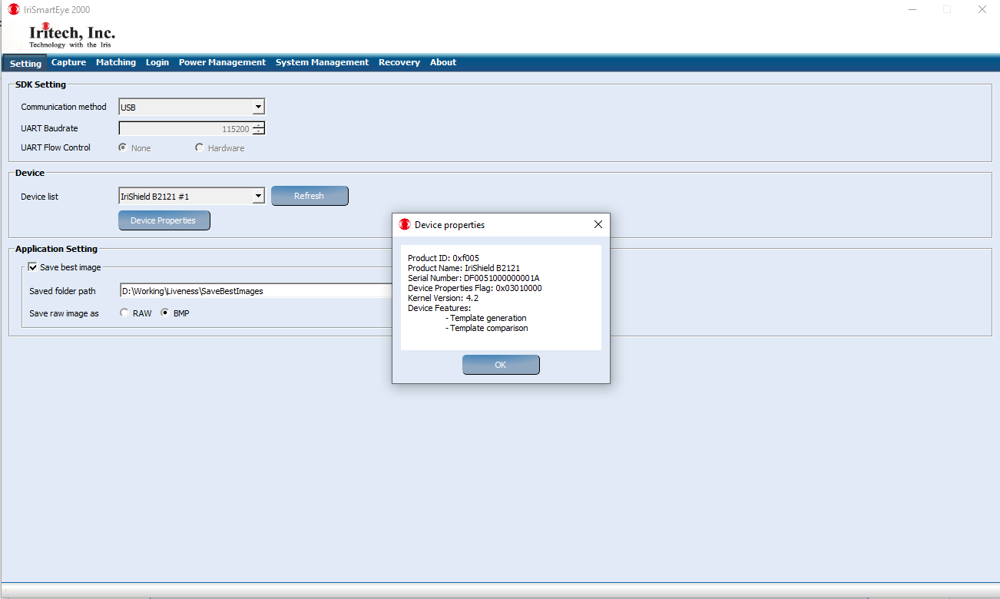 IriSmartEye 2000
Iritech, Inc.
Technology with the Iris
Setting Capture Matching Login Power Management System Management Recovery About
SDK Setting
Communication method USB
UART Baudrate 115200
UART Flow Control None Hardware
Device
Device list IriShield B2121 #1 Refresh
Device Properties
Application Setting
Save best image
Saved folder path D:\Working\Liveness\SaveBestImages
Save raw image as RAW BMP
Device properties
Product ID: 0xf005
Product Name: IriShield B2121
Serial Number: DF0051000000001A
Device Properties Flag: 0x03010000
Kernel Version: 4.2
Device Features:
- Template generation
- Template comparison
OK